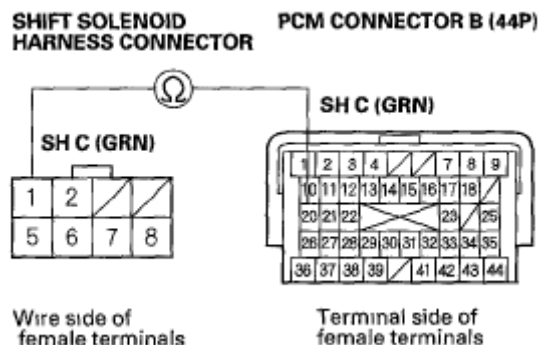 SHIFT SOLENOID
HARNESS CONNECTOR
PCM CONNECTOR B (44P)
Ω
SH C (GRN)
SH C (GRN)
1 2
5 6 7 8
1 2 3 4 7 8 9
10 11 12 13 14 15 16 17 18
20 21 22 23 25
26 27 28 29 30 31 32 33 34 35
36 37 38 39 41 42 43 44
Wire side of
female terminals
Terminal side of
female terminals